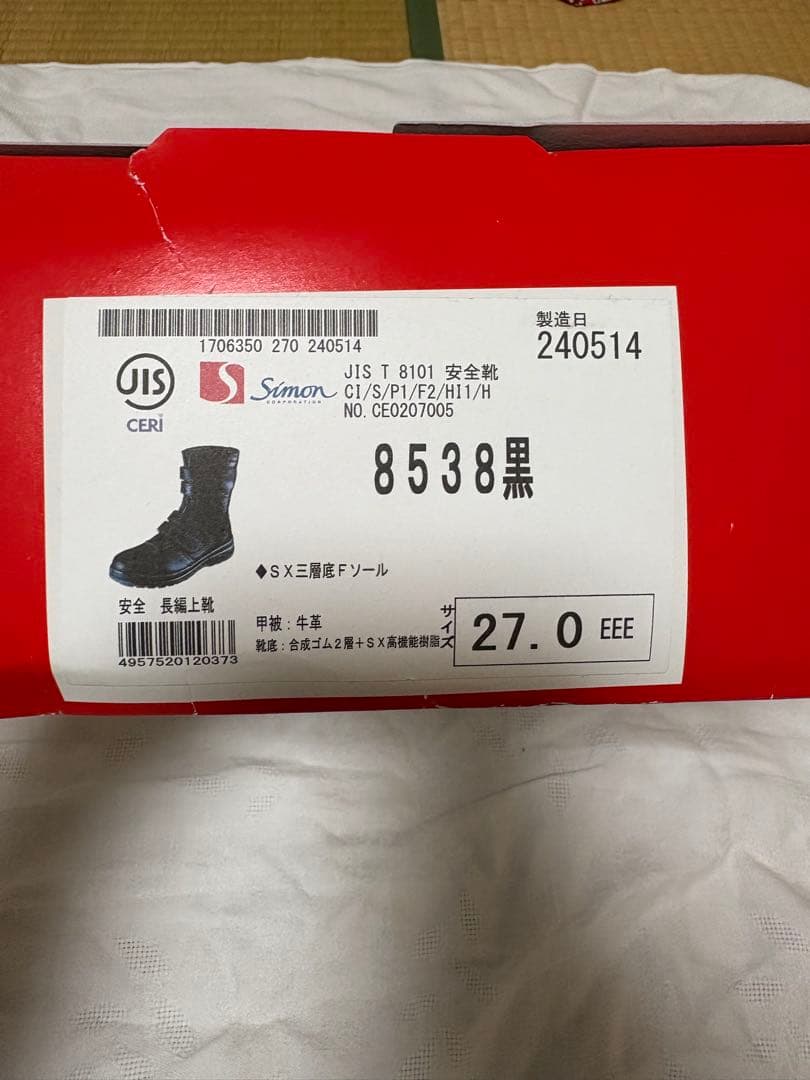 1706350 270 240514
製造日
240514
JIS
CERI
S
Simon
CORPORATION
JIS T 8101 安全靴
CI/S/P1/F2/HI1/H
NO. CE0207005
8538黒
◆SX三層底Fソール
安全 長編上靴
4957520120373
甲被:牛革
靴底:合成ゴム2層+SX高機能樹脂
サイズ
27.0 EEE